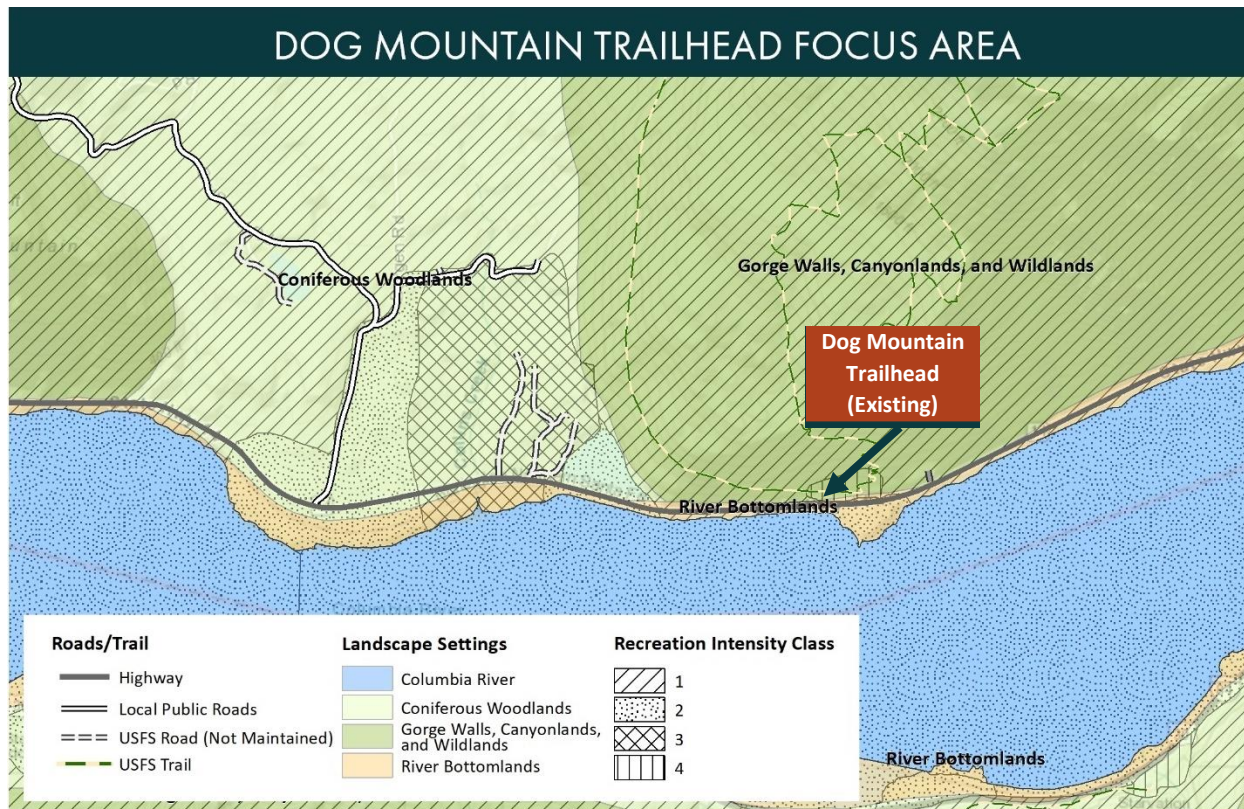 DOG MOUNTAIN TRAILHEAD FOCUS AREA
Coniferous Woodlands
Gorge Walls, Canyonlands, and Wildlands
Dog Mountain
Trailhead
(Existing)
River Bottomlands
Roads/Trail
Highway
Local Public Roads
USFS Road (Not Maintained)
USFS Trail
Landscape Settings
Columbia River
Coniferous Woodlands
Gorge Walls, Canyonlands,
and Wildlands
River Bottomlands
Recreation Intensity Class
1
2
3
4
River Bottomlands